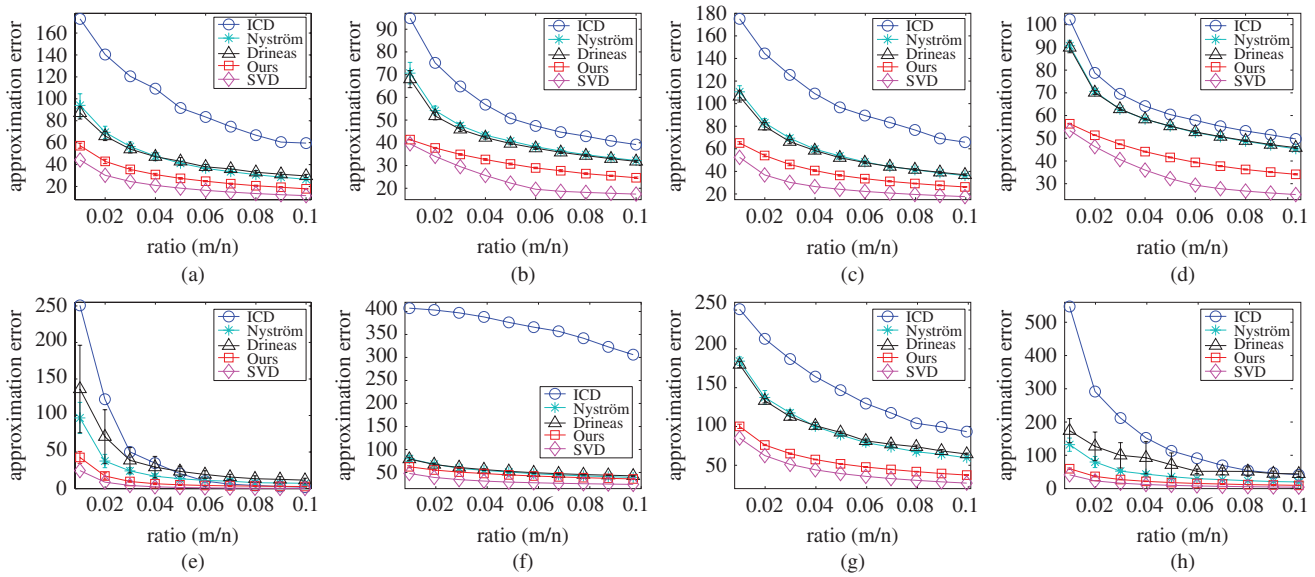 approximation error
160
140
120
100
80
60
40
20
ICD
Nyström
Drineas
Ours
SVD
0.02 0.04 0.06 0.08 0.1
ratio (m/n)
(a)
approximation error
90
80
70
60
50
40
30
20
ICD
Nyström
Drineas
Ours
SVD
0.02 0.04 0.06 0.08 0.1
ratio (m/n)
(b)
approximation error
180
160
140
120
100
80
60
40
20
ICD
Nyström
Drineas
Ours
SVD
0.02 0.04 0.06 0.08 0.1
ratio (m/n)
(c)
approximation error
100
90
80
70
60
50
40
30
ICD
Nyström
Drineas
Ours
SVD
0.02 0.04 0.06 0.08 0.1
ratio (m/n)
(d)
approximation error
250
200
150
100
50
0
ICD
Nyström
Drineas
Ours
SVD
0.02 0.04 0.06 0.08 0.1
ratio (m/n)
(e)
approximation error
400
350
300
250
200
150
100
50
ICD
Nyström
Drineas
Ours
SVD
0.02 0.04 0.06 0.08 0.1
ratio (m/n)
(f)
approximation error
250
200
150
100
50
ICD
Nyström
Drineas
Ours
SVD
0.02 0.04 0.06 0.08 0.1
ratio (m/n)
(g)
approximation error
500
400
300
200
100
0
ICD
Nyström
Drineas
Ours
SVD
0.02 0.04 0.06 0.08 0.1
ratio (m/n)
(h)